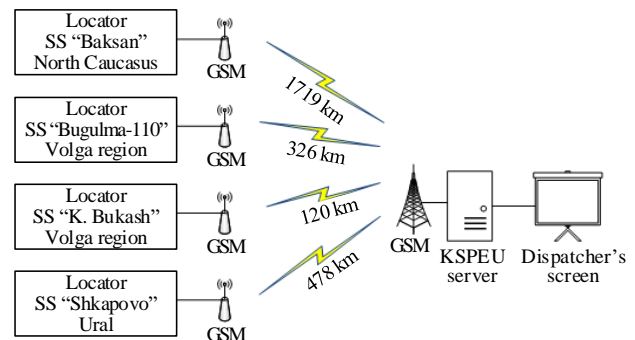 Locator
SS “Baksan”
North Caucasus
GSM
1719 km
Locator
SS “Bugulma-110”
Volga region
GSM
326 km
Locator
SS “K. Bukash”
Volga region
GSM
120 km
Locator
SS “Shkapovo”
Ural
GSM
478 km
GSM
KSPEU
server
Dispatcher’s
screen